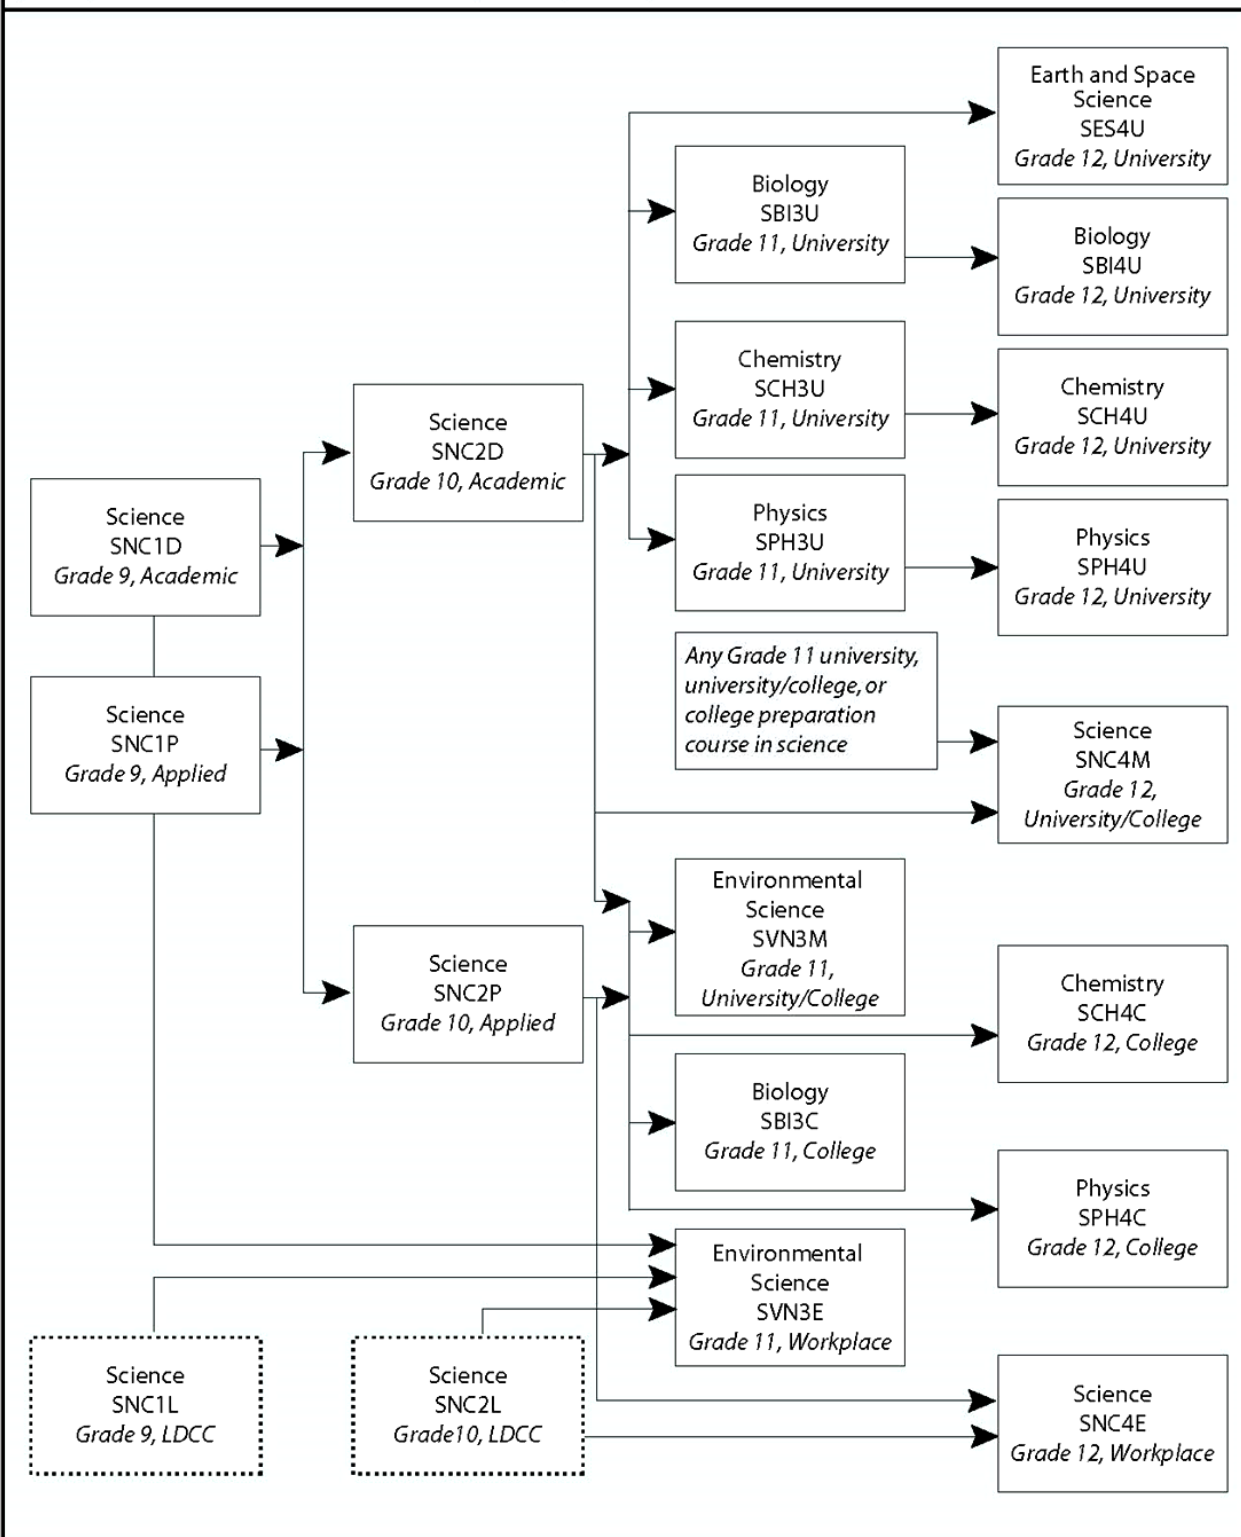 Earth and Space
Science
SES4U
Grade 12, University
Biology
SBI3U
Grade 11, University
Biology
SBI4U
Grade 12, University
Chemistry
SCH3U
Grade 11, University
Chemistry
SCH4U
Grade 12, University
Science
SNC2D
Grade 10, Academic
Physics
SPH3U
Grade 11, University
Physics
SPH4U
Grade 12, University
Science
SNC1D
Grade 9, Academic
Any Grade 11 university,
university/college, or
college preparation
course in science
Science
SNC1P
Grade 9, Applied
Science
SNC4M
Grade 12,
University/College
Environmental
Science
SVN3M
Grade 11,
University/College
Science
SNC2P
Grade 10, Applied
Chemistry
SCH4C
Grade 12, College
Biology
SBI3C
Grade 11, College
Physics
SPH4C
Grade 12, College
Environmental
Science
SVN3E
Grade 11, Workplace
Science
SNC1L
Grade 9, LDCC
Science
SNC2L
Grade10, LDCC
Science
SNC4E
Grade 12, Workplace